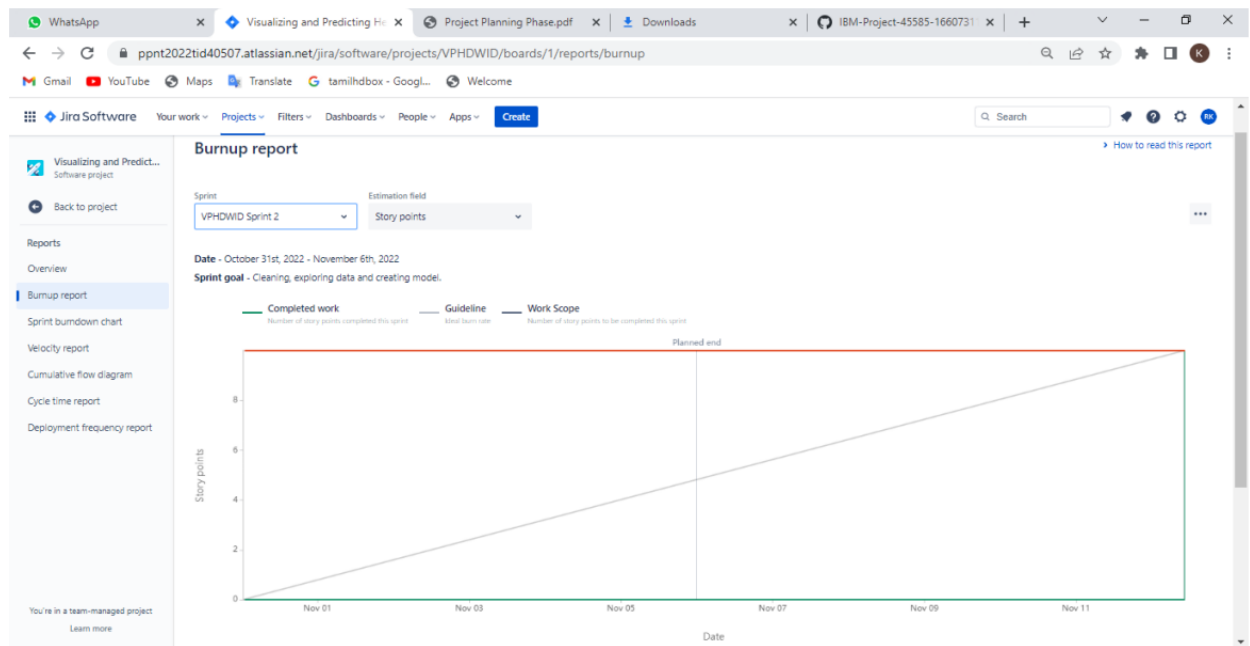 WhatsApp
Visualizing and Predicting He
Project Planning Phase.pdf
Downloads
IBM-Project-45585-1660731
ppnt2022tid40507.atlassian.net/jira/software/projects/VPHDWID/boards/1/reports/burnup
K
Gmail YouTube Maps Translate tamilhdbox - Googl... Welcome
Jira Software Your work Projects Filters Dashboards People Apps Create Search RK
Visualizing and Predict...
Software project
Back to project
Reports
Overview
Burnup report
Sprint burndown chart
Velocity report
Cumulative flow diagram
Cycle time report
Deployment frequency report
You're in a team-managed project
Learn more
Burnup report
How to read this report
Sprint Estimation field
VPHDWID Sprint 2 Story points
Date - October 31st, 2022 - November 6th, 2022
Sprint goal - Cleaning, exploring data and creating model.
Completed work Guideline Work Scope
Number of story points completed this sprint Ideal burn rate Number of story points to be completed this sprint
Planned end
8
6
4
2
0
Story points
Nov 01 Nov 03 Nov 05 Nov 07 Nov 09 Nov 11
Date